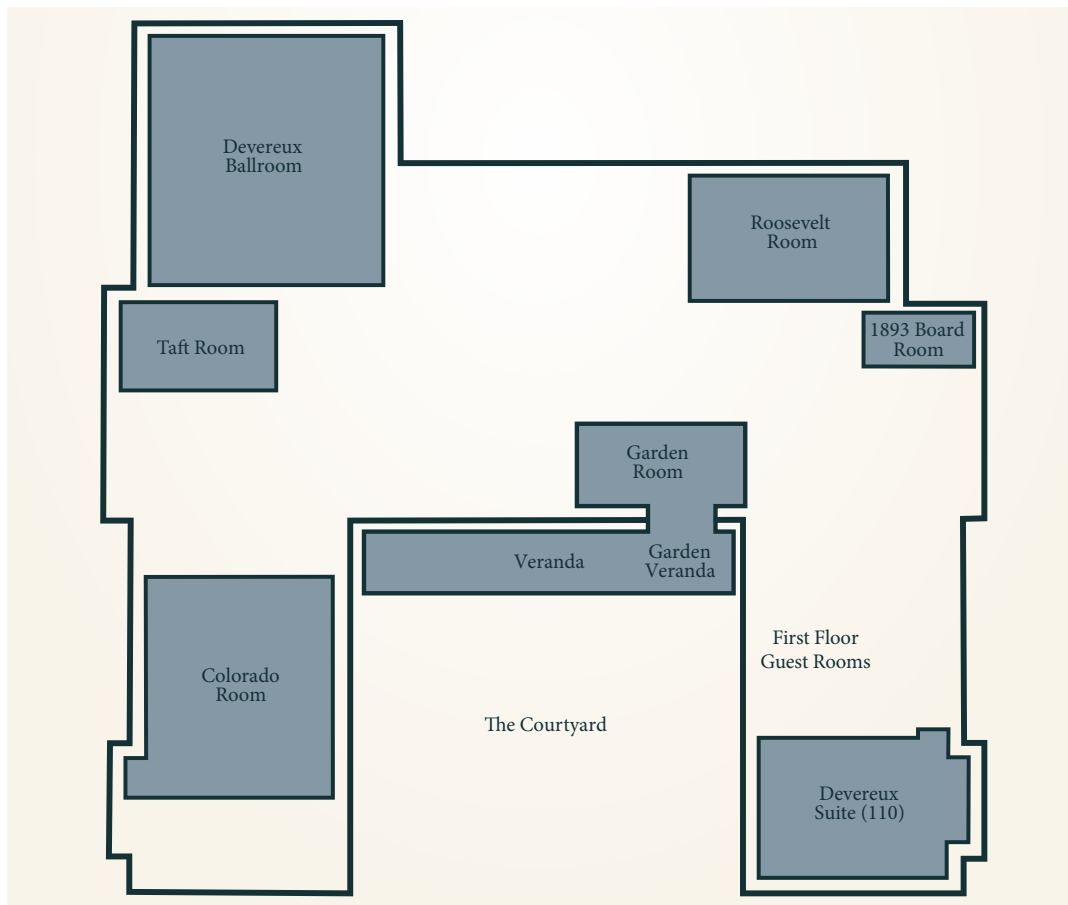 Devereux
Ballroom
Roosevelt
Room
1893 Board
Room
Taft Room
Garden
Room
Veranda
Garden
Veranda
First Floor
Guest Rooms
Colorado
Room
The Courtyard
Devereux
Suite (110)